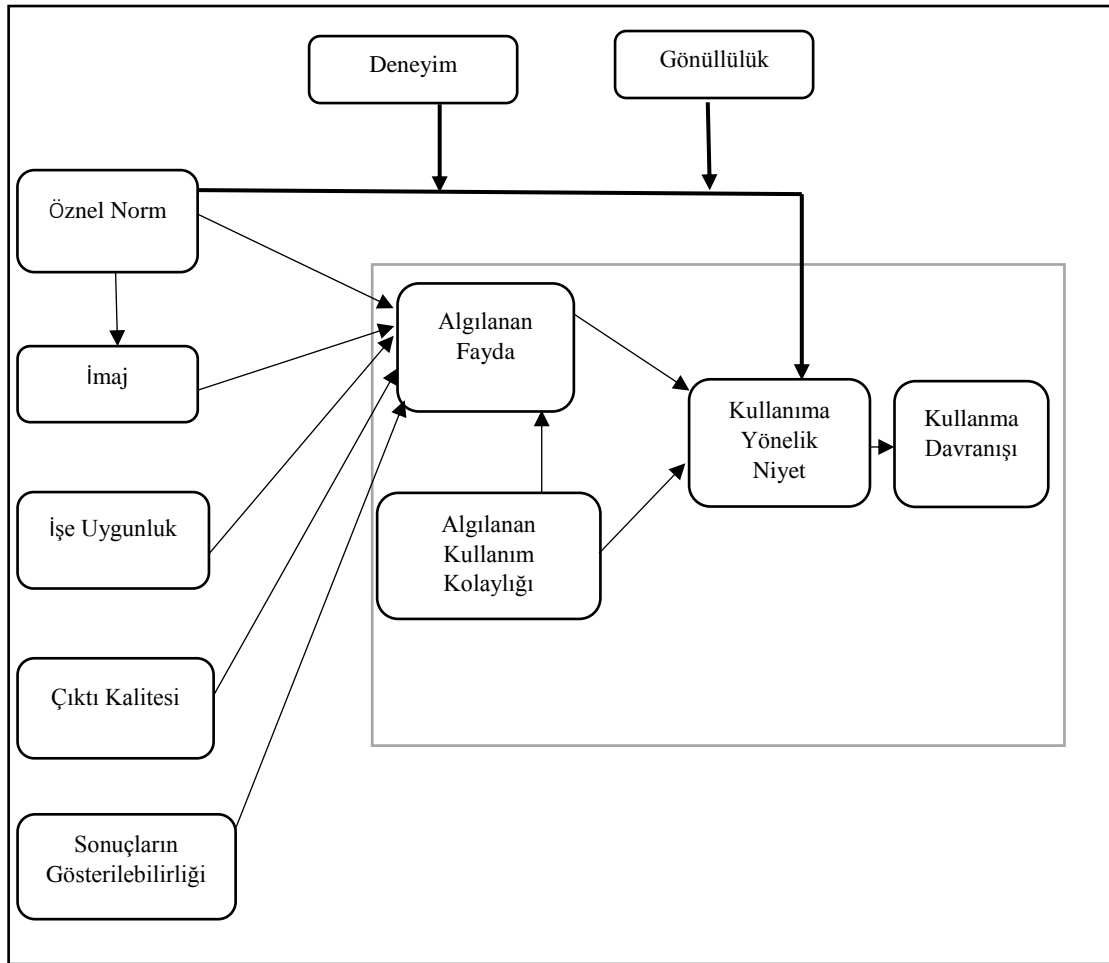 Deneyim
Gönüllülük
Öznel Norm
Algılanan
Fayda
İmaj
Kullanıma
Yönelik
Niyet
Kullanma
Davranışı
İşe Uygunluk
Algılanan
Kullanım
Kolaylığı
Çıktı Kalitesi
Sonuçların
Gösterilebilirliği